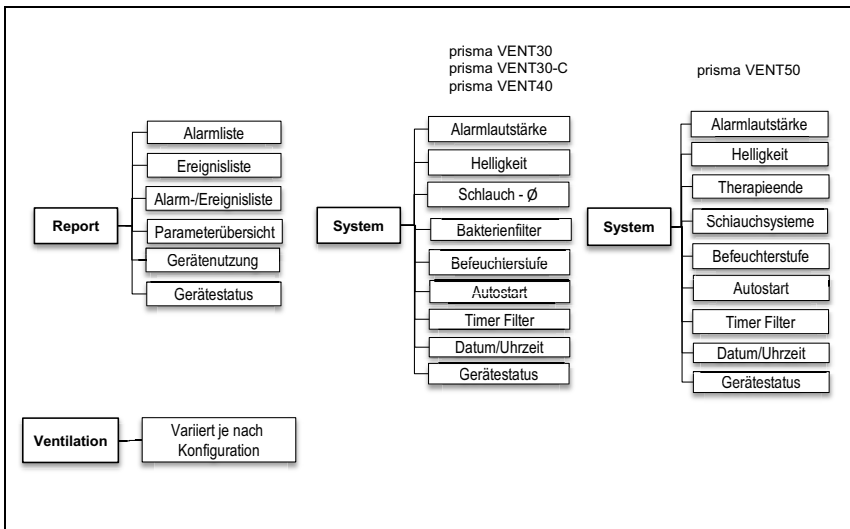 prisma VENT30
prisma VENT30-C
prisma VENT40
prisma VENT50
Report
Alarmliste
Ereignisliste
Alarm-/Ereignisliste
Parameterübersicht
Gerätenutzung
Gerätestatus
System
Alarmlautstärke
Helligkeit
Schlauch - Ø
Bakterienfilter
Befeuchterstufe
Autostart
Timer Filter
Datum/Uhrzeit
Gerätestatus
System
Alarmlautstärke
Helligkeit
Therapieende
Schlauchsysteme
Befeuchterstufe
Autostart
Timer Filter
Datum/Uhrzeit
Gerätestatus
Ventilation
Variiert je nach
Konfiguration